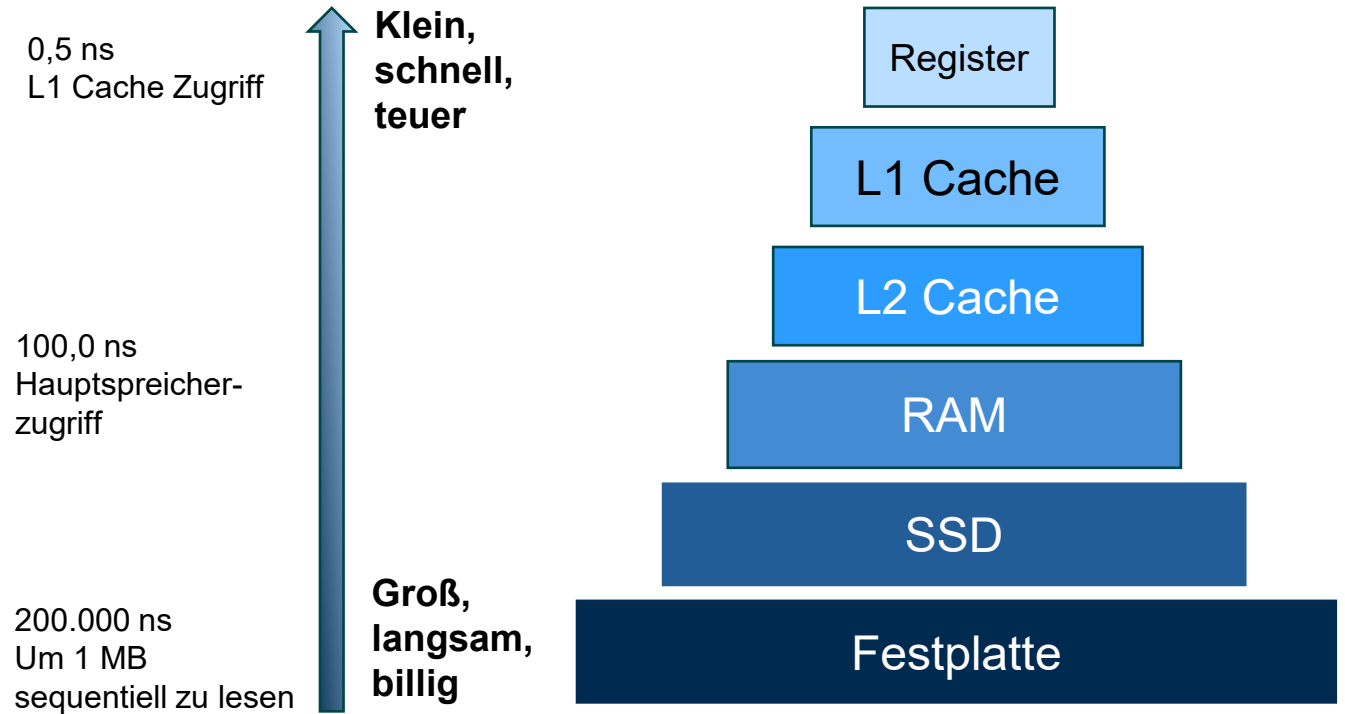 0,5 ns
L1 Cache Zugriff
Klein,
schnell,
teuer
Register
L1 Cache
L2 Cache
100,0 ns
Hauptspreicher-
zugriff
RAM
SSD
200.000 ns
Um 1 MB
sequentiell zu lesen
Groß,
langsam,
billig
Festplatte